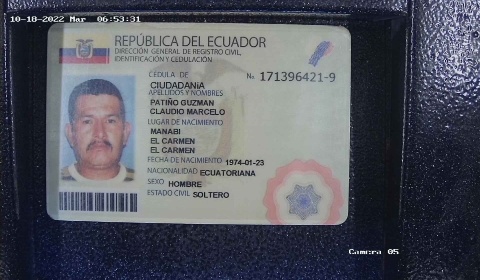 10-18-2022 Mar 06:53:31
REPÚBLICA DEL ECUADOR
DIRECCIÓN GENERAL DE REGISTRO CIVIL,
IDENTIFICACIÓN Y CEDULACIÓN
CÉDULA DE No. 171396421-9
CIUDADANÍA
APELLIDOS Y NOMBRES
PATIÑO GUZMAN
CLAUDIO MARCELO
LUGAR DE NACIMIENTO
MANABI
EL CARMEN
EL CARMEN
FECHA DE NACIMIENTO 1974-01-23
NACIONALIDAD ECUATORIANA
SEXO HOMBRE
ESTADO CIVIL SOLTERO
Camera 05